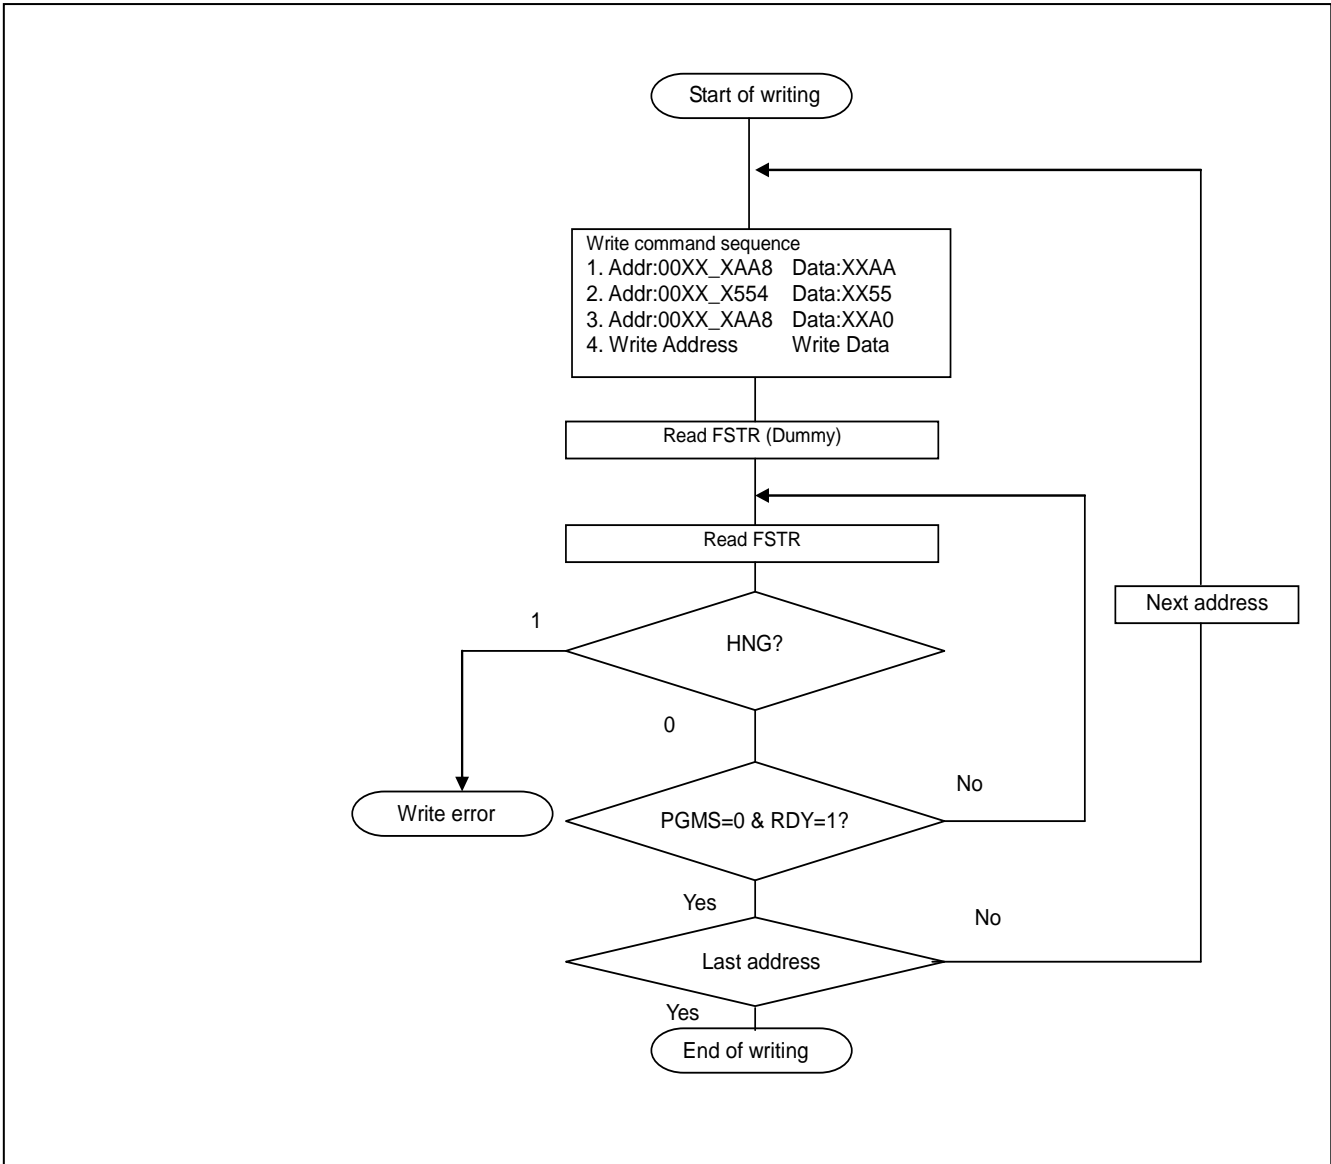 Start of writing
Write command sequence
1. Addr:00XX_XAA8 Data:XXAA
2. Addr:00XX_X554 Data:XX55
3. Addr:00XX_XAA8 Data:XXA0
4. Write Address Write Data
Read FSTR (Dummy)
Read FSTR
Next address
1
HNG?
0
No
Write error
PGMS=0 & RDY=1?
Yes
No
Last address
Yes
End of writing